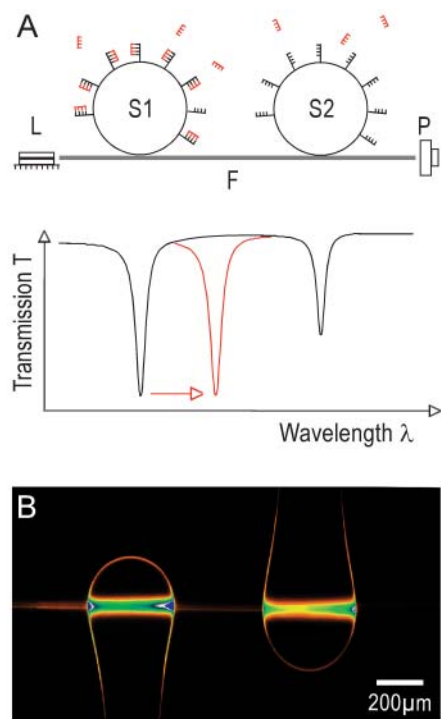 A
L
S1
S2
P
F
Transmission T
Wavelength λ
B
200µm